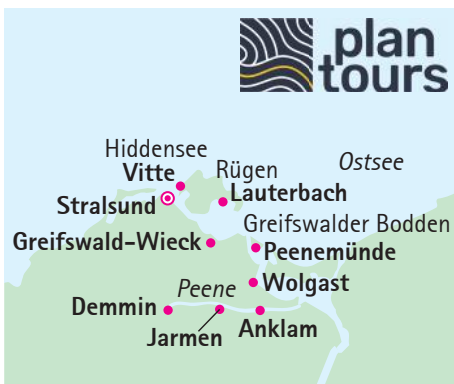 plan
tours
Hiddensee
Vitte
Rügen
Ostsee
Stralsund
Lauterbach
Greifswalder Bodden
Greifswald-Wieck
Peenemünde
Peene
Wolgast
Demmin
Jarmen
Anklam